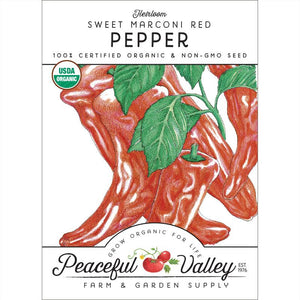 Heirloom
SWEET MARCONI RED
PEPPER
100% CERTIFIED ORGANIC & NON-GMO SEED
USDA
ORGANIC
GROW ORGANIC FOR LIFE
Peaceful Valley
EST.
1976
FARM & GARDEN SUPPLY